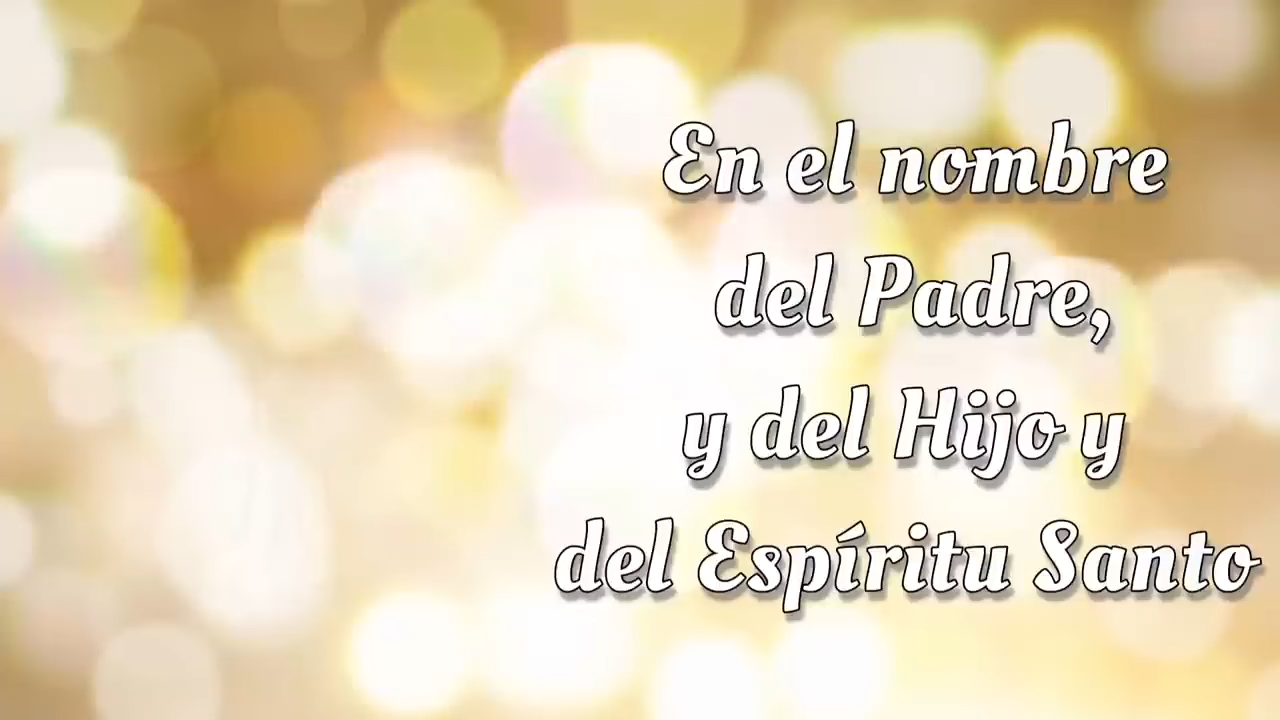 En el nombre
del Padre,
y del Hijo y
del Espíritu Santo